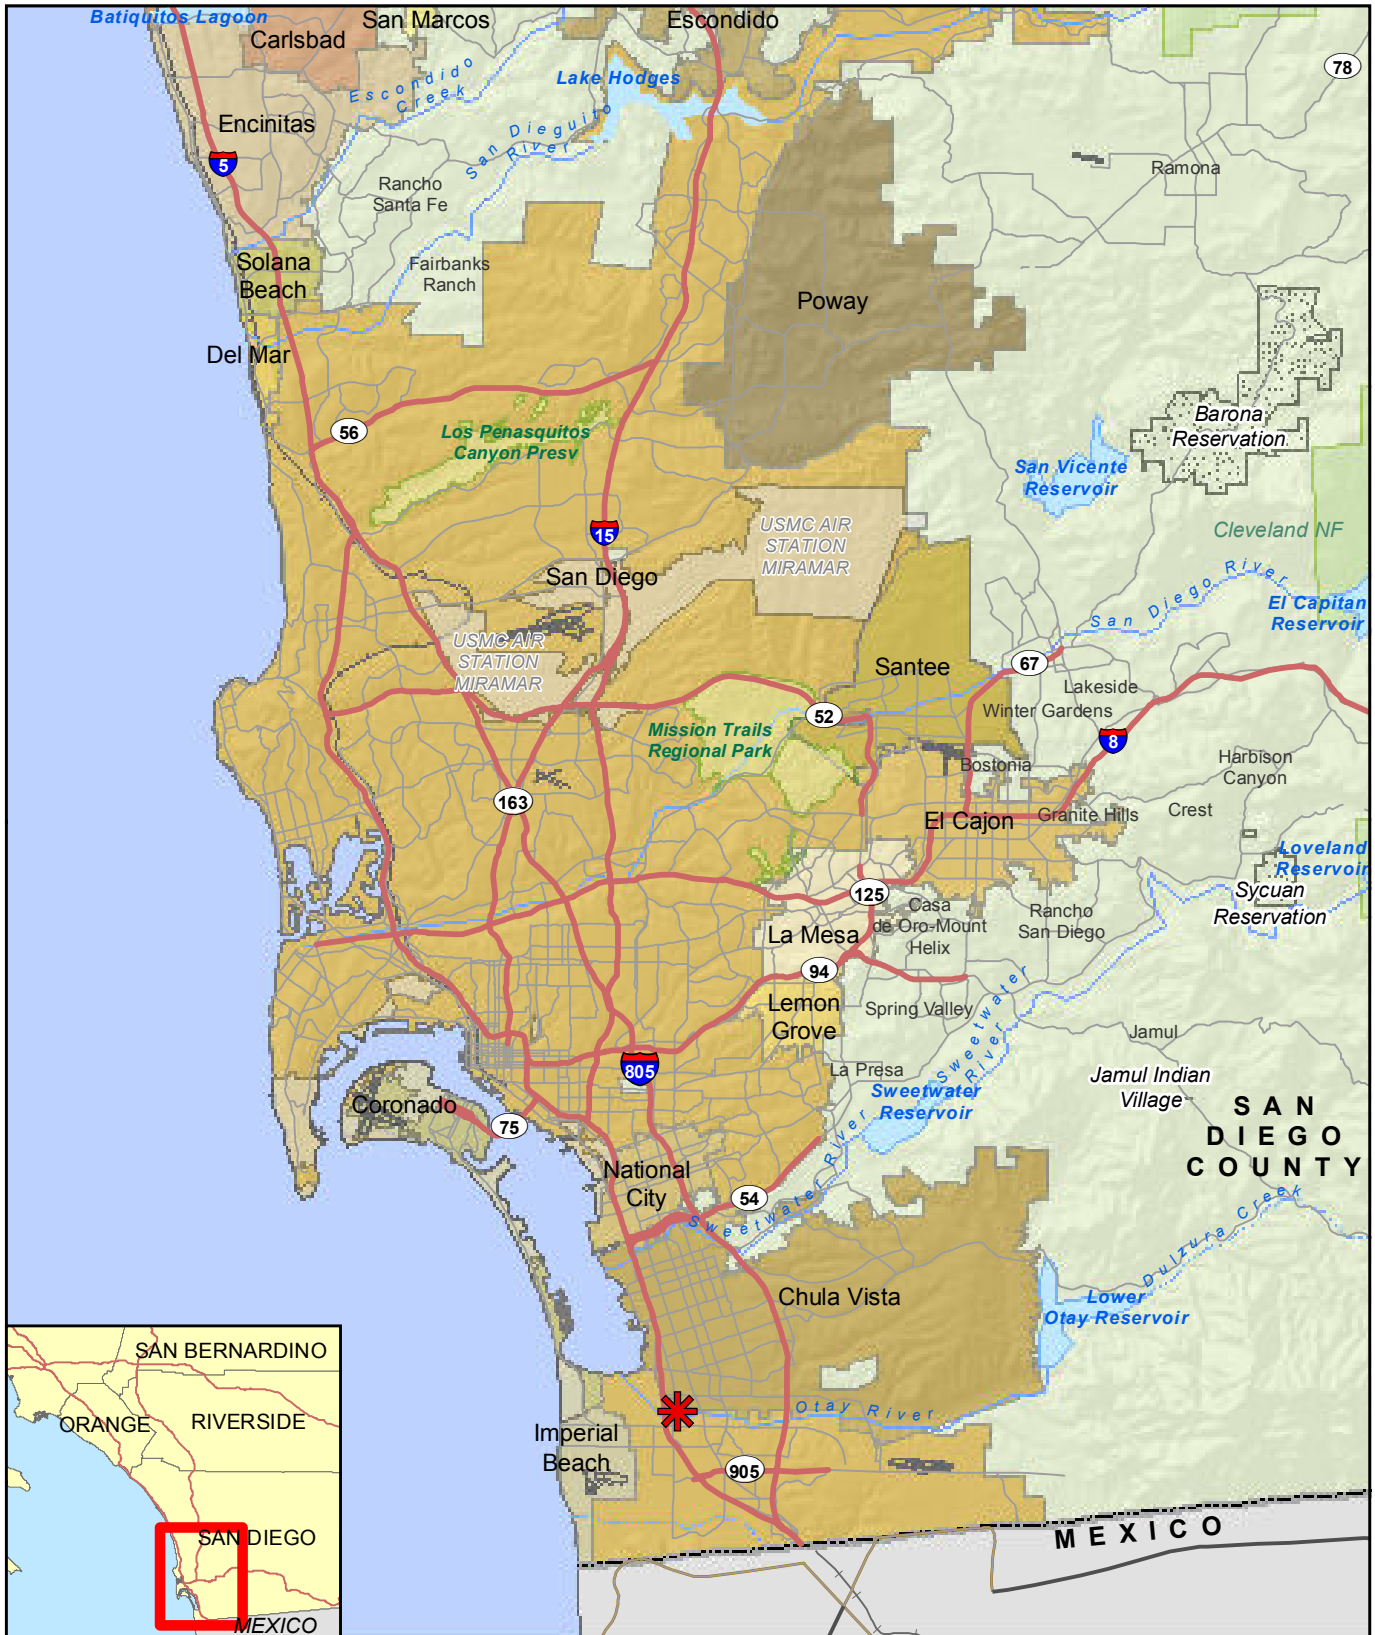 Batiquitos Lagoon
San Marcos
Escondido
Carlsbad
78
Lake Hodges
Escondido
Creek
Encinitas
San Dieguito
River
5
Ramona
Rancho
Santa Fe
Solana
Beach
Fairbanks
Ranch
Poway
Del Mar
Barona
Reservation
56
Los Penasquitos
Canyon Presv
San Vicente
Reservoir
15
USMC AIR
STATION
MIRAMAR
Cleveland NF
San Diego
San Diego River
El Capitan
Reservoir
USMC AIR
STATION
MIRAMAR
Santee
67
Lakeside
Winter Gardens
52
Mission Trails
Regional Park
8
Bostonia
Harbison
Canyon
163
El Cajon
Granite Hills
Crest
Loveland
Reservoir
125
Sycuan
Reservation
Casa
de Oro-Mount
Helix
Rancho
San Diego
La Mesa
94
Lemon
Grove
Spring Valley
Sweetwater
River
Jamul
805
La Presa
Jamul Indian
Village
Sweetwater
Reservoir
Coronado
75
SAN
DIEGO
COUNTY
National
City
54
Sweetwater River
Dulzura Creek
Chula Vista
Lower
Otay Reservoir
Otay River
Imperial
Beach
905
MEXICO
SAN BERNARDINO
ORANGE
RIVERSIDE
SAN DIEGO
MEXICO